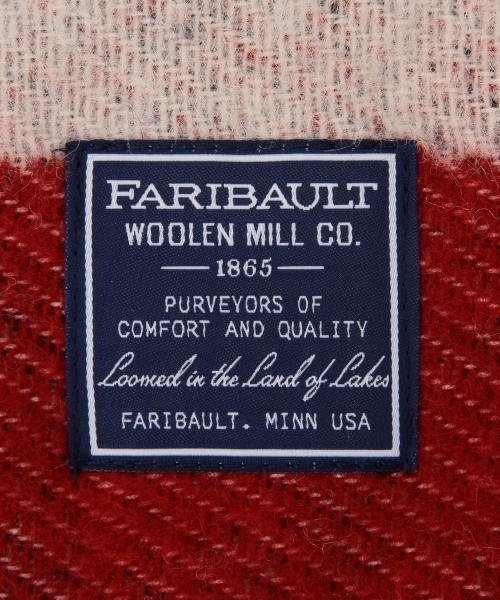 FARIBAULT
WOOLEN MILL CO.
1865
PURVEYORS OF
COMFORT AND QUALITY
Loomed in the Land of Lakes
FARIBAULT. MINN USA